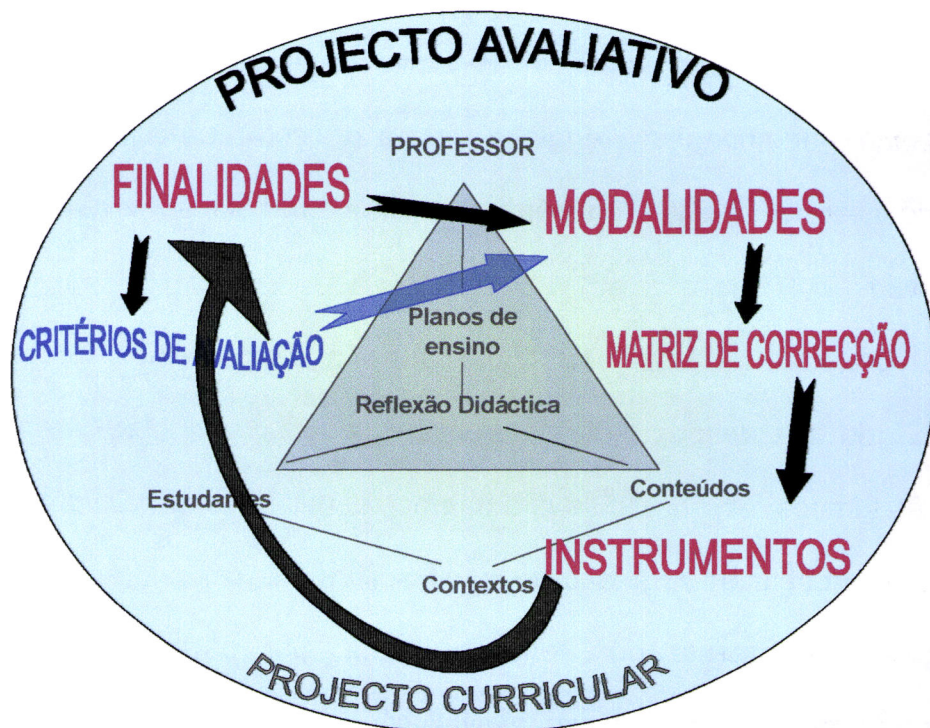 PROJECTO AVALIATIVO
PROFESSOR
FINALIDADES
MODALIDADES
Planos de
ensino
CRITÉRIOS DE AVALIAÇÃO
MATRIZ DE CORRECÇÃO
Reflexão Didáctica
Estudantes
Conteúdos
INSTRUMENTOS
Contextos
PROJECTO CURRICULAR